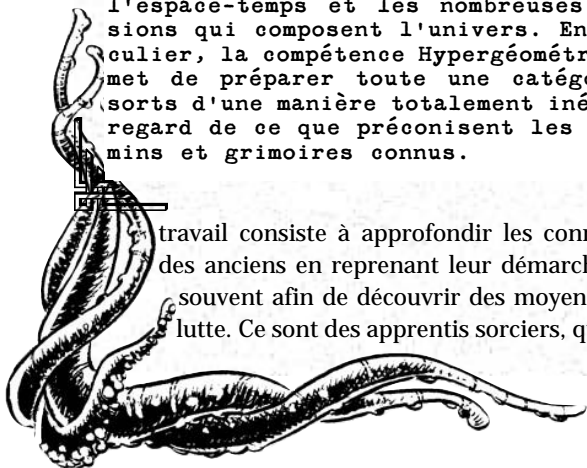 l'espace-temps et les nombreuses
sions qui composent l'univers. En
culier, la compétence Hypergéométr
met de préparer toute une catég
sorts d'une manière totalement iné
regard de ce que préconisent les
mins et grimoires connus.
travail consiste à approfondir les con
des anciens en reprenant leur démarch
souvent afin de découvrir des moyen
lutte. Ce sont des apprentis sorciers, q